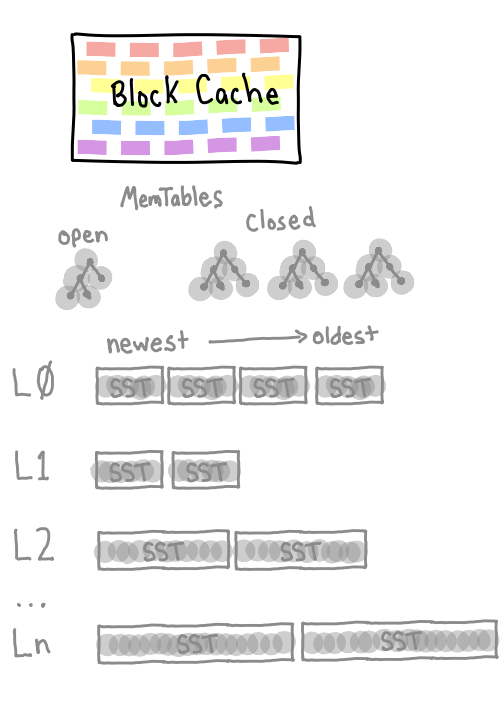 Block Cache
MemTables
open
Closed
newest → oldest
LØ SST SST SST SST
L1 SST SST
L2 SST SST
...
Ln SST SST